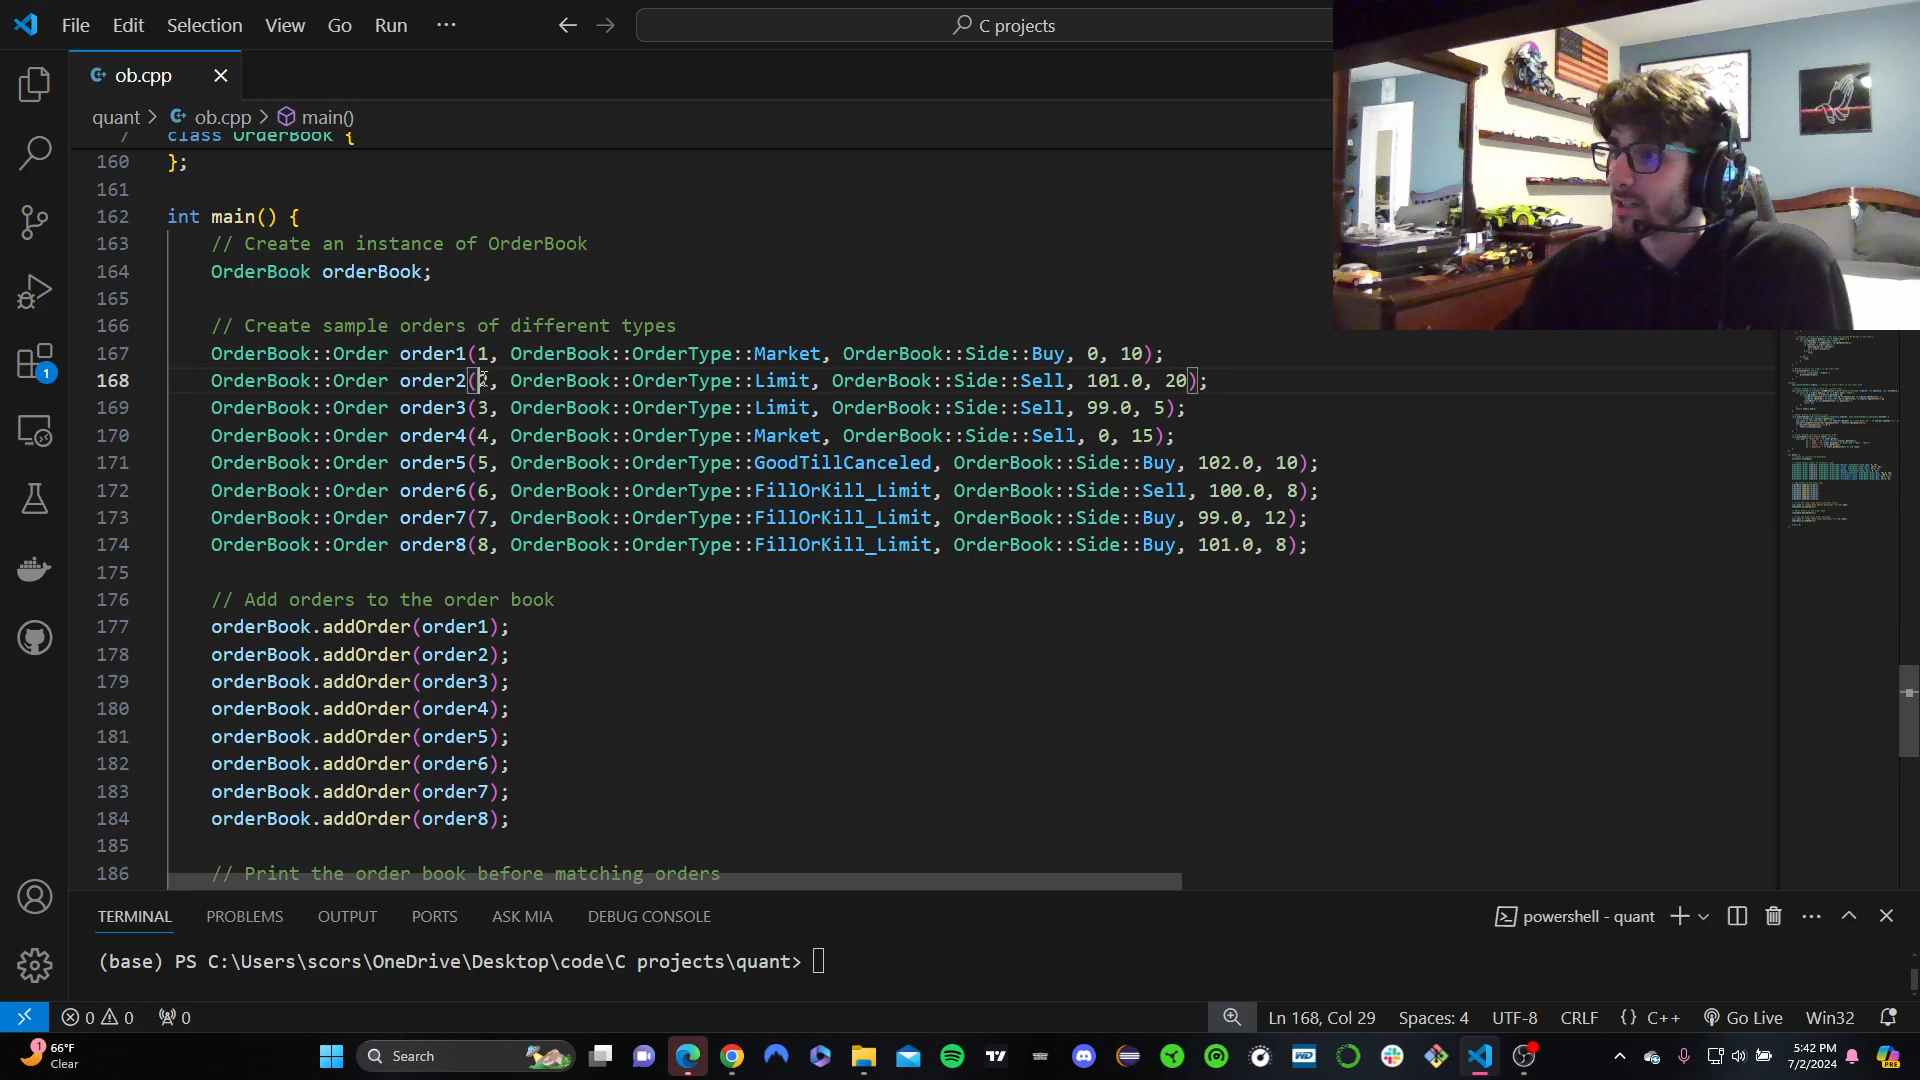 File Edit Selection View Go Run ···
C projects
ob.cpp
quant > ob.cpp > main()
7 class OrderBook {
160 };
161
162 int main() {
163 // Create an instance of OrderBook
164 OrderBook orderBook;
165
166 // Create sample orders of different types
167 OrderBook::Order order1(1, OrderBook::OrderType::Market, OrderBook::Side::Buy, 0, 10);
168 OrderBook::Order order2(2, OrderBook::OrderType::Limit, OrderBook::Side::Sell, 101.0, 20);
169 OrderBook::Order order3(3, OrderBook::OrderType::Limit, OrderBook::Side::Sell, 99.0, 5);
170 OrderBook::Order order4(4, OrderBook::OrderType::Market, OrderBook::Side::Sell, 0, 15);
171 OrderBook::Order order5(5, OrderBook::OrderType::GoodTillCanceled, OrderBook::Side::Buy, 102.0, 10);
172 OrderBook::Order order6(6, OrderBook::OrderType::FillOrKill_Limit, OrderBook::Side::Sell, 100.0, 8);
173 OrderBook::Order order7(7, OrderBook::OrderType::FillOrKill_Limit, OrderBook::Side::Buy, 99.0, 12);
174 OrderBook::Order order8(8, OrderBook::OrderType::FillOrKill_Limit, OrderBook::Side::Buy, 101.0, 8);
175
176 // Add orders to the order book
177 orderBook.addOrder(order1);
178 orderBook.addOrder(order2);
179 orderBook.addOrder(order3);
180 orderBook.addOrder(order4);
181 orderBook.addOrder(order5);
182 orderBook.addOrder(order6);
183 orderBook.addOrder(order7);
184 orderBook.addOrder(order8);
185
186 // Print the order book before matching orders
1
TERMINAL PROBLEMS OUTPUT PORTS ASK MIA DEBUG CONSOLE
powershell - quant
(base) PS C:\Users\scors\OneDrive\Desktop\code\C projects\quant>
0 0 0
Ln 168, Col 29 Spaces: 4 UTF-8 CRLF {} C++ Go Live Win32
1 66°F
Clear
Search
WD
PRE
5:42 PM
7/2/2024